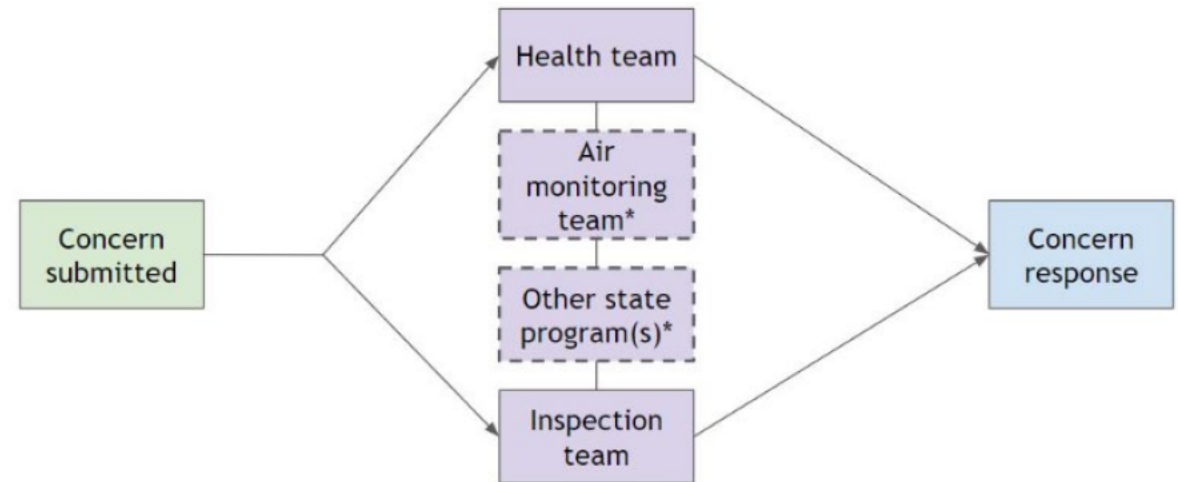 Health team
Air
monitoring
team*
Concern
submitted
Concern
response
Other state
program(s)*
Inspection
team